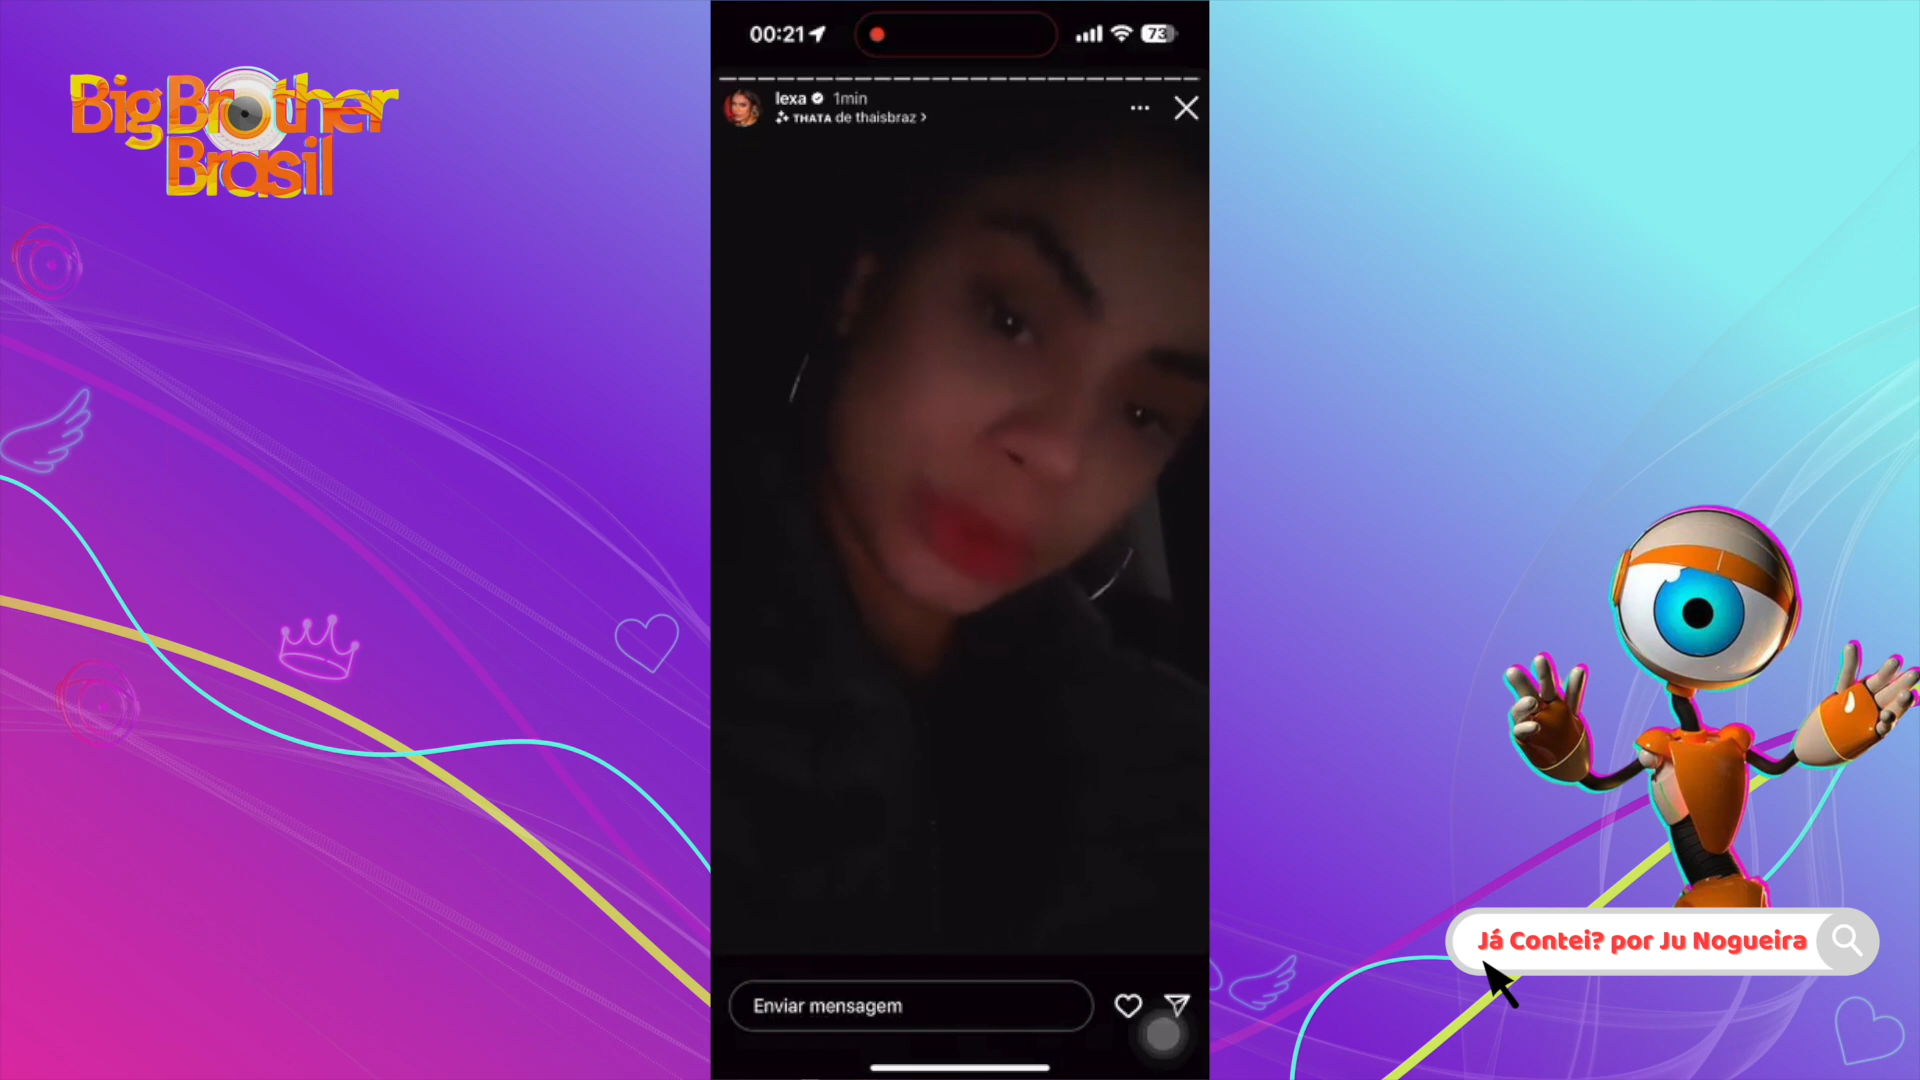 Big Brother
Brasil
00:21
73
lexa 1min
THATA de thaisbraz >
Enviar mensagem
Já Contei? por Ju Nogueira